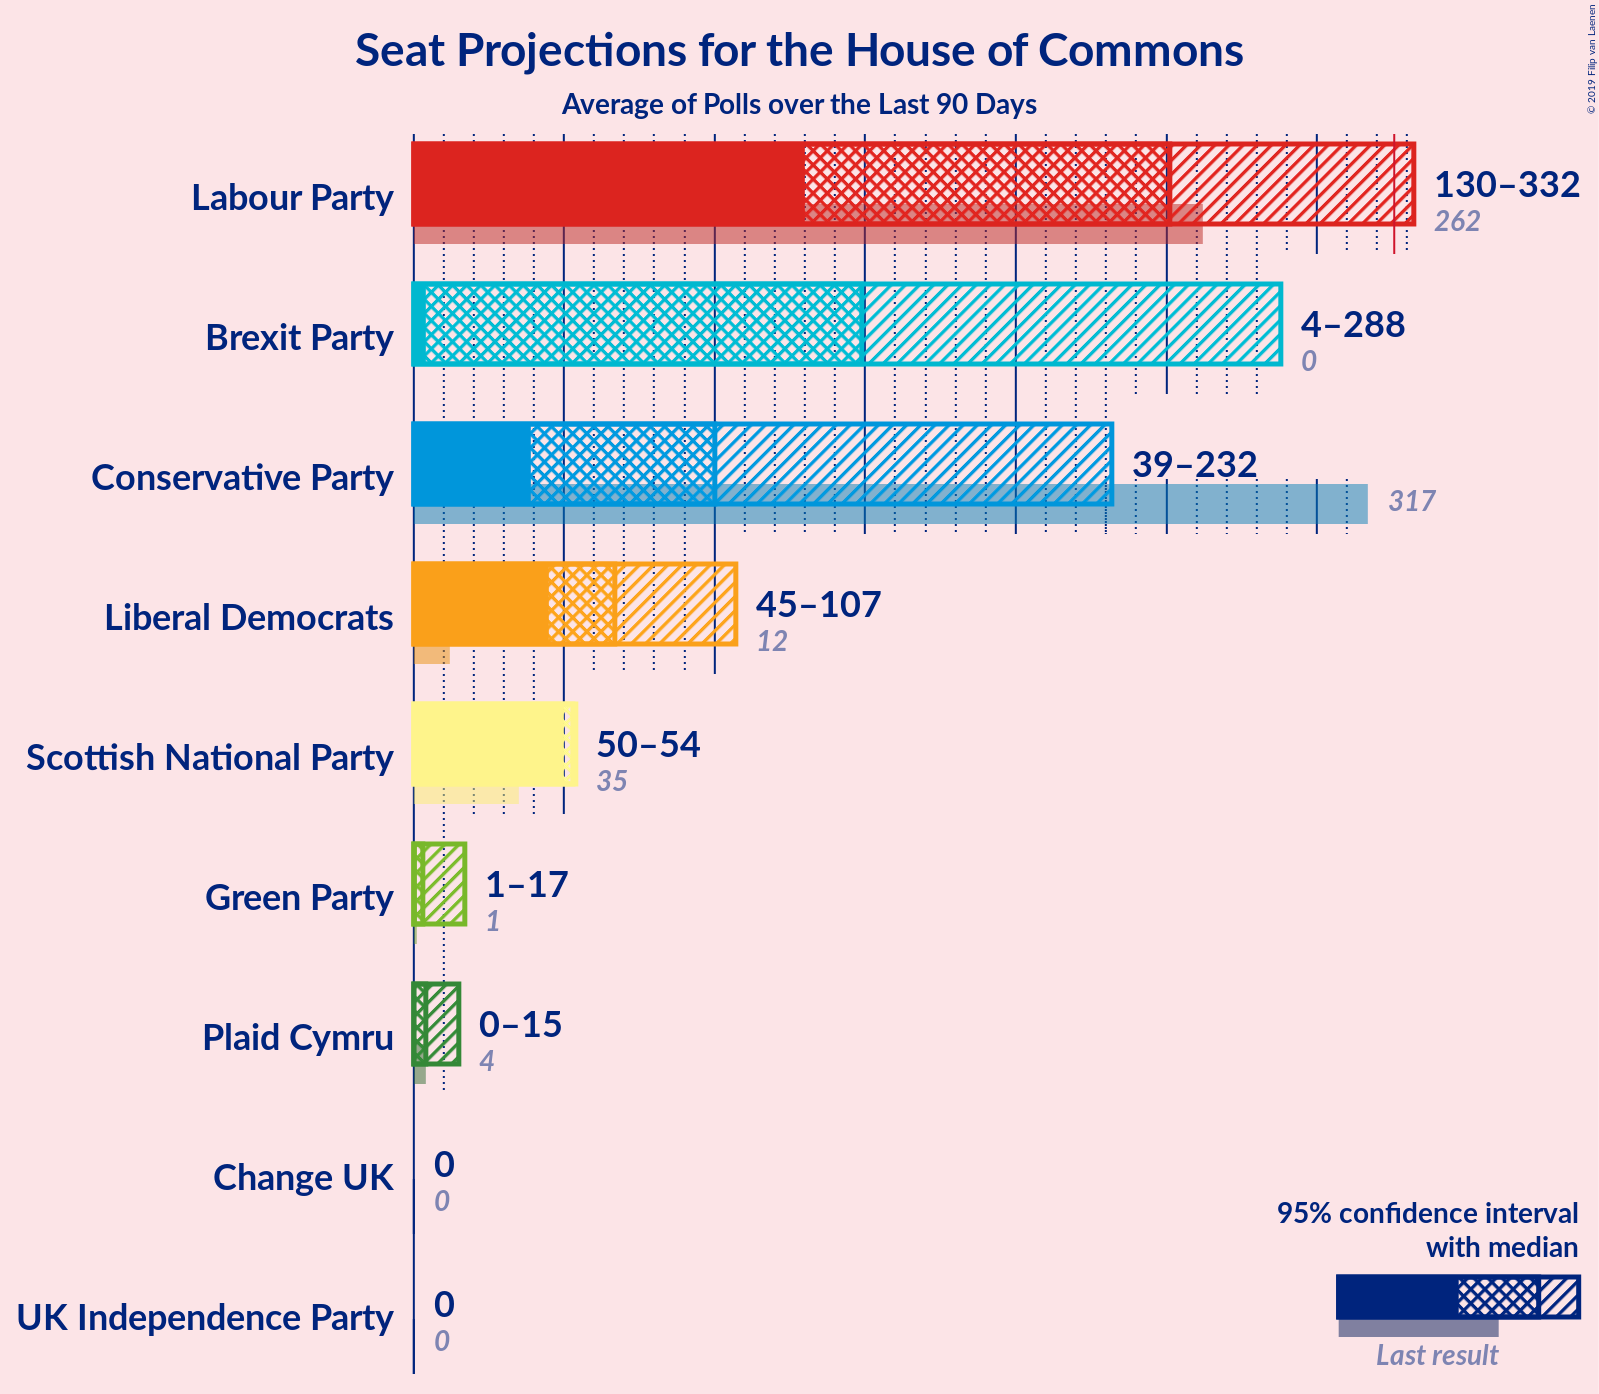 Seat Projections for the House of Commons
Average of Polls over the Last 90 Days
© 2019 Filip van Laenen
Labour Party
130–332
262
Brexit Party
4–288
0
Conservative Party
39–232
317
Liberal Democrats
45–107
12
Scottish National Party
50–54
35
Green Party
1–17
1
Plaid Cymru
0–15
4
Change UK
0
0
UK Independence Party
0
0
95% confidence interval
with median
Last result